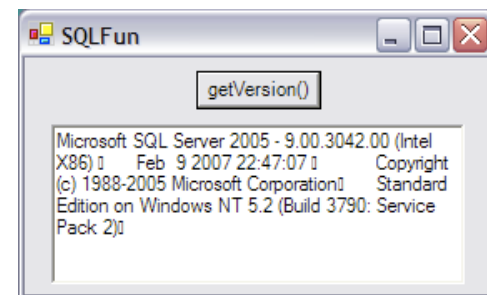 SQLFun
getVersion()
Microsoft SQL Server 2005 - 9.00.3042.00 (Intel
X86) ▯ Feb 9 2007 22:47:07 ▯ Copyright
(c) 1988-2005 Microsoft Corporation▯ Standard
Edition on Windows NT 5.2 (Build 3790: Service
Pack 2)▯